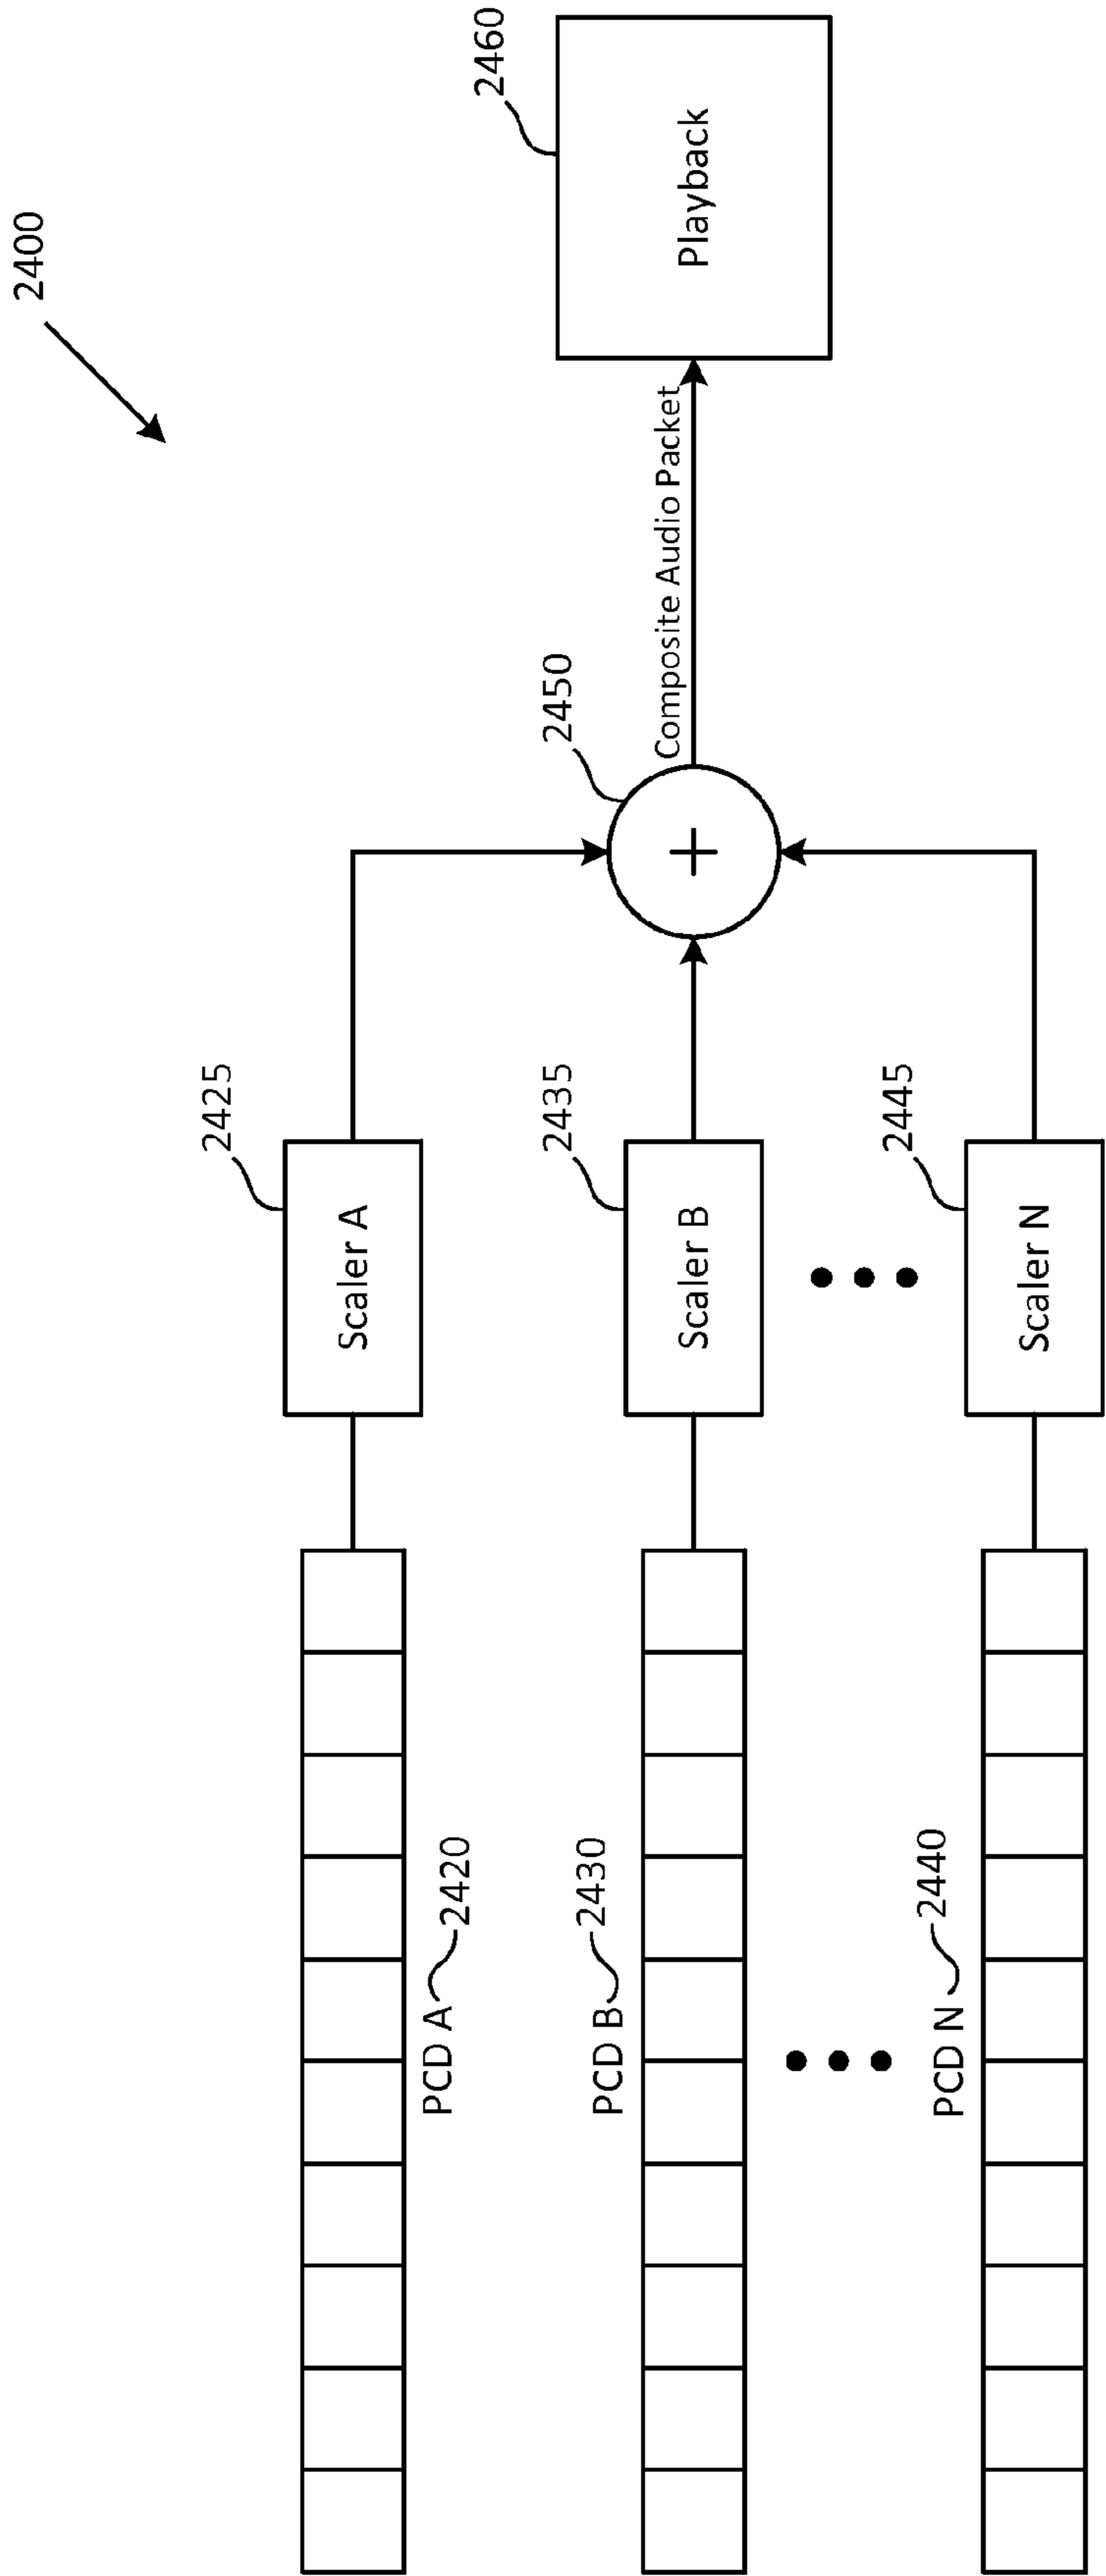 2400
PCD A 2420
Scaler A
2425
PCD B 2430
Scaler B
2435
2450
+
Composite Audio Packet
Playback
2460
PCD N 2440
Scaler N
2445